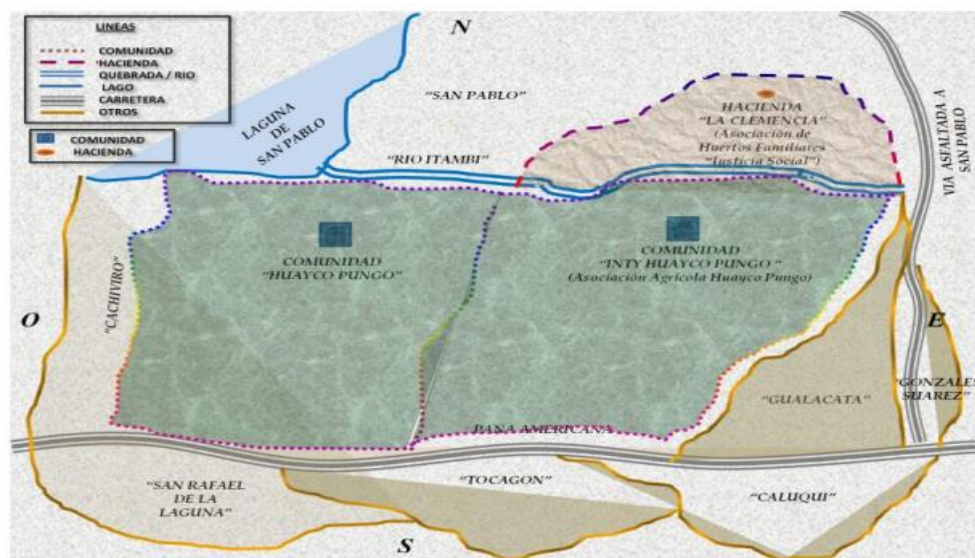 LINEAS
COMUNIDAD
HACIENDA
QUEBRADA / RIO
LAGO
CARRETERA
OTROS
COMUNIDAD
HACIENDA
N
LAGUNA
DE
SAN PABLO
"SAN PABLO"
"RIO ITAMBI"
HACIENDA
"LA CLEMENCIA"
(Asociación de
Huertos Familiares
"Justicia Social")
VIA ASFALTADA A
SAN PABLO
COMUNIDAD
"HUAYCO PUNGO"
COMUNIDAD
"INTY HUAYCO PUNGO"
(Asociación Agrícola Huayco Pungo)
"CACHIVIRO"
O
E
"GUALACATA"
"GONZALES
SUAREZ"
PANA AMERICANA
"SAN RAFAEL
DE LA
LAGUNA"
"TOCAGON"
"CALUQUI"
S